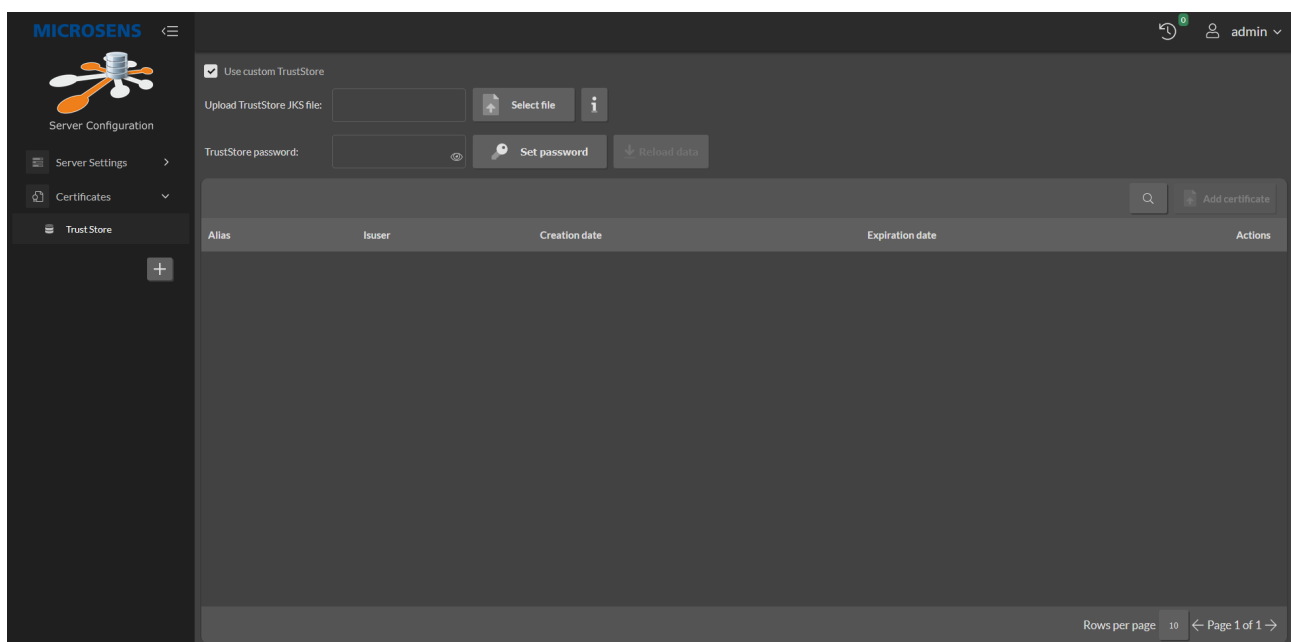 MICROSENS
0
admin
Server Configuration
Server Settings
Certificates
Trust Store
Use custom TrustStore
Upload TrustStore JKS file:
Select file
i
TrustStore password:
Set password
Reload data
Add certificate
Alias Isuser Creation date Expiration date Actions
Rows per page 10 Page 1 of 1